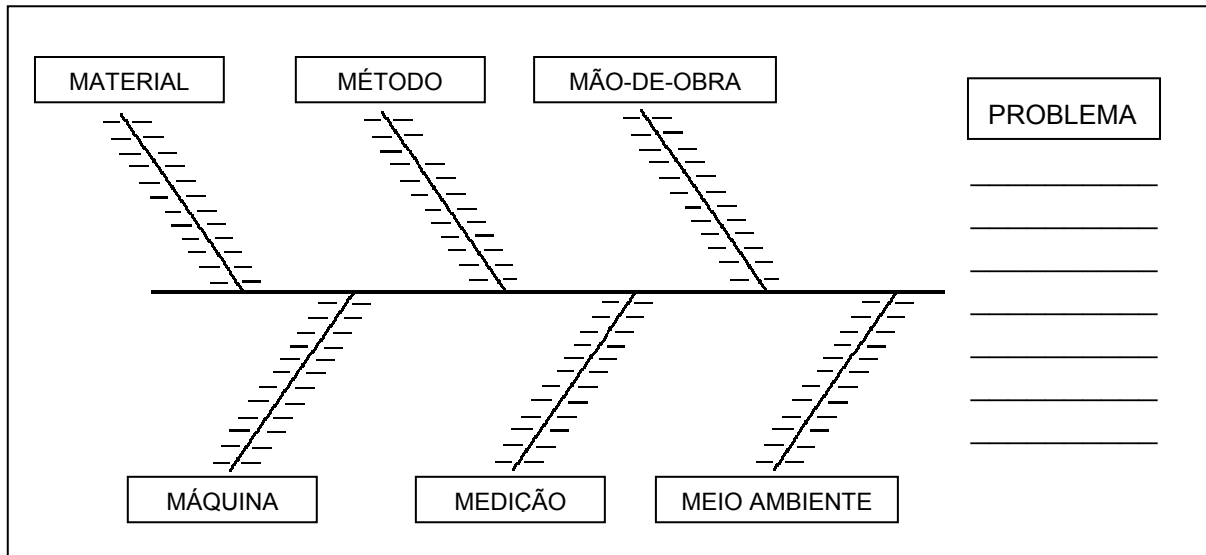 MATERIAL
MÉTODO
MÃO-DE-OBRA
PROBLEMA
MÁQUINA
MEDIÇÃO
MEIO AMBIENTE